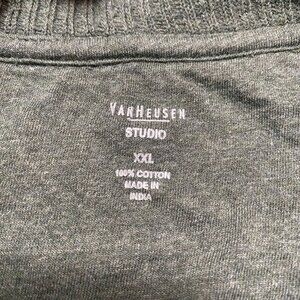 VANHEUSEN
STUDIO
XXL
100% COTTON
MADE IN
INDIA